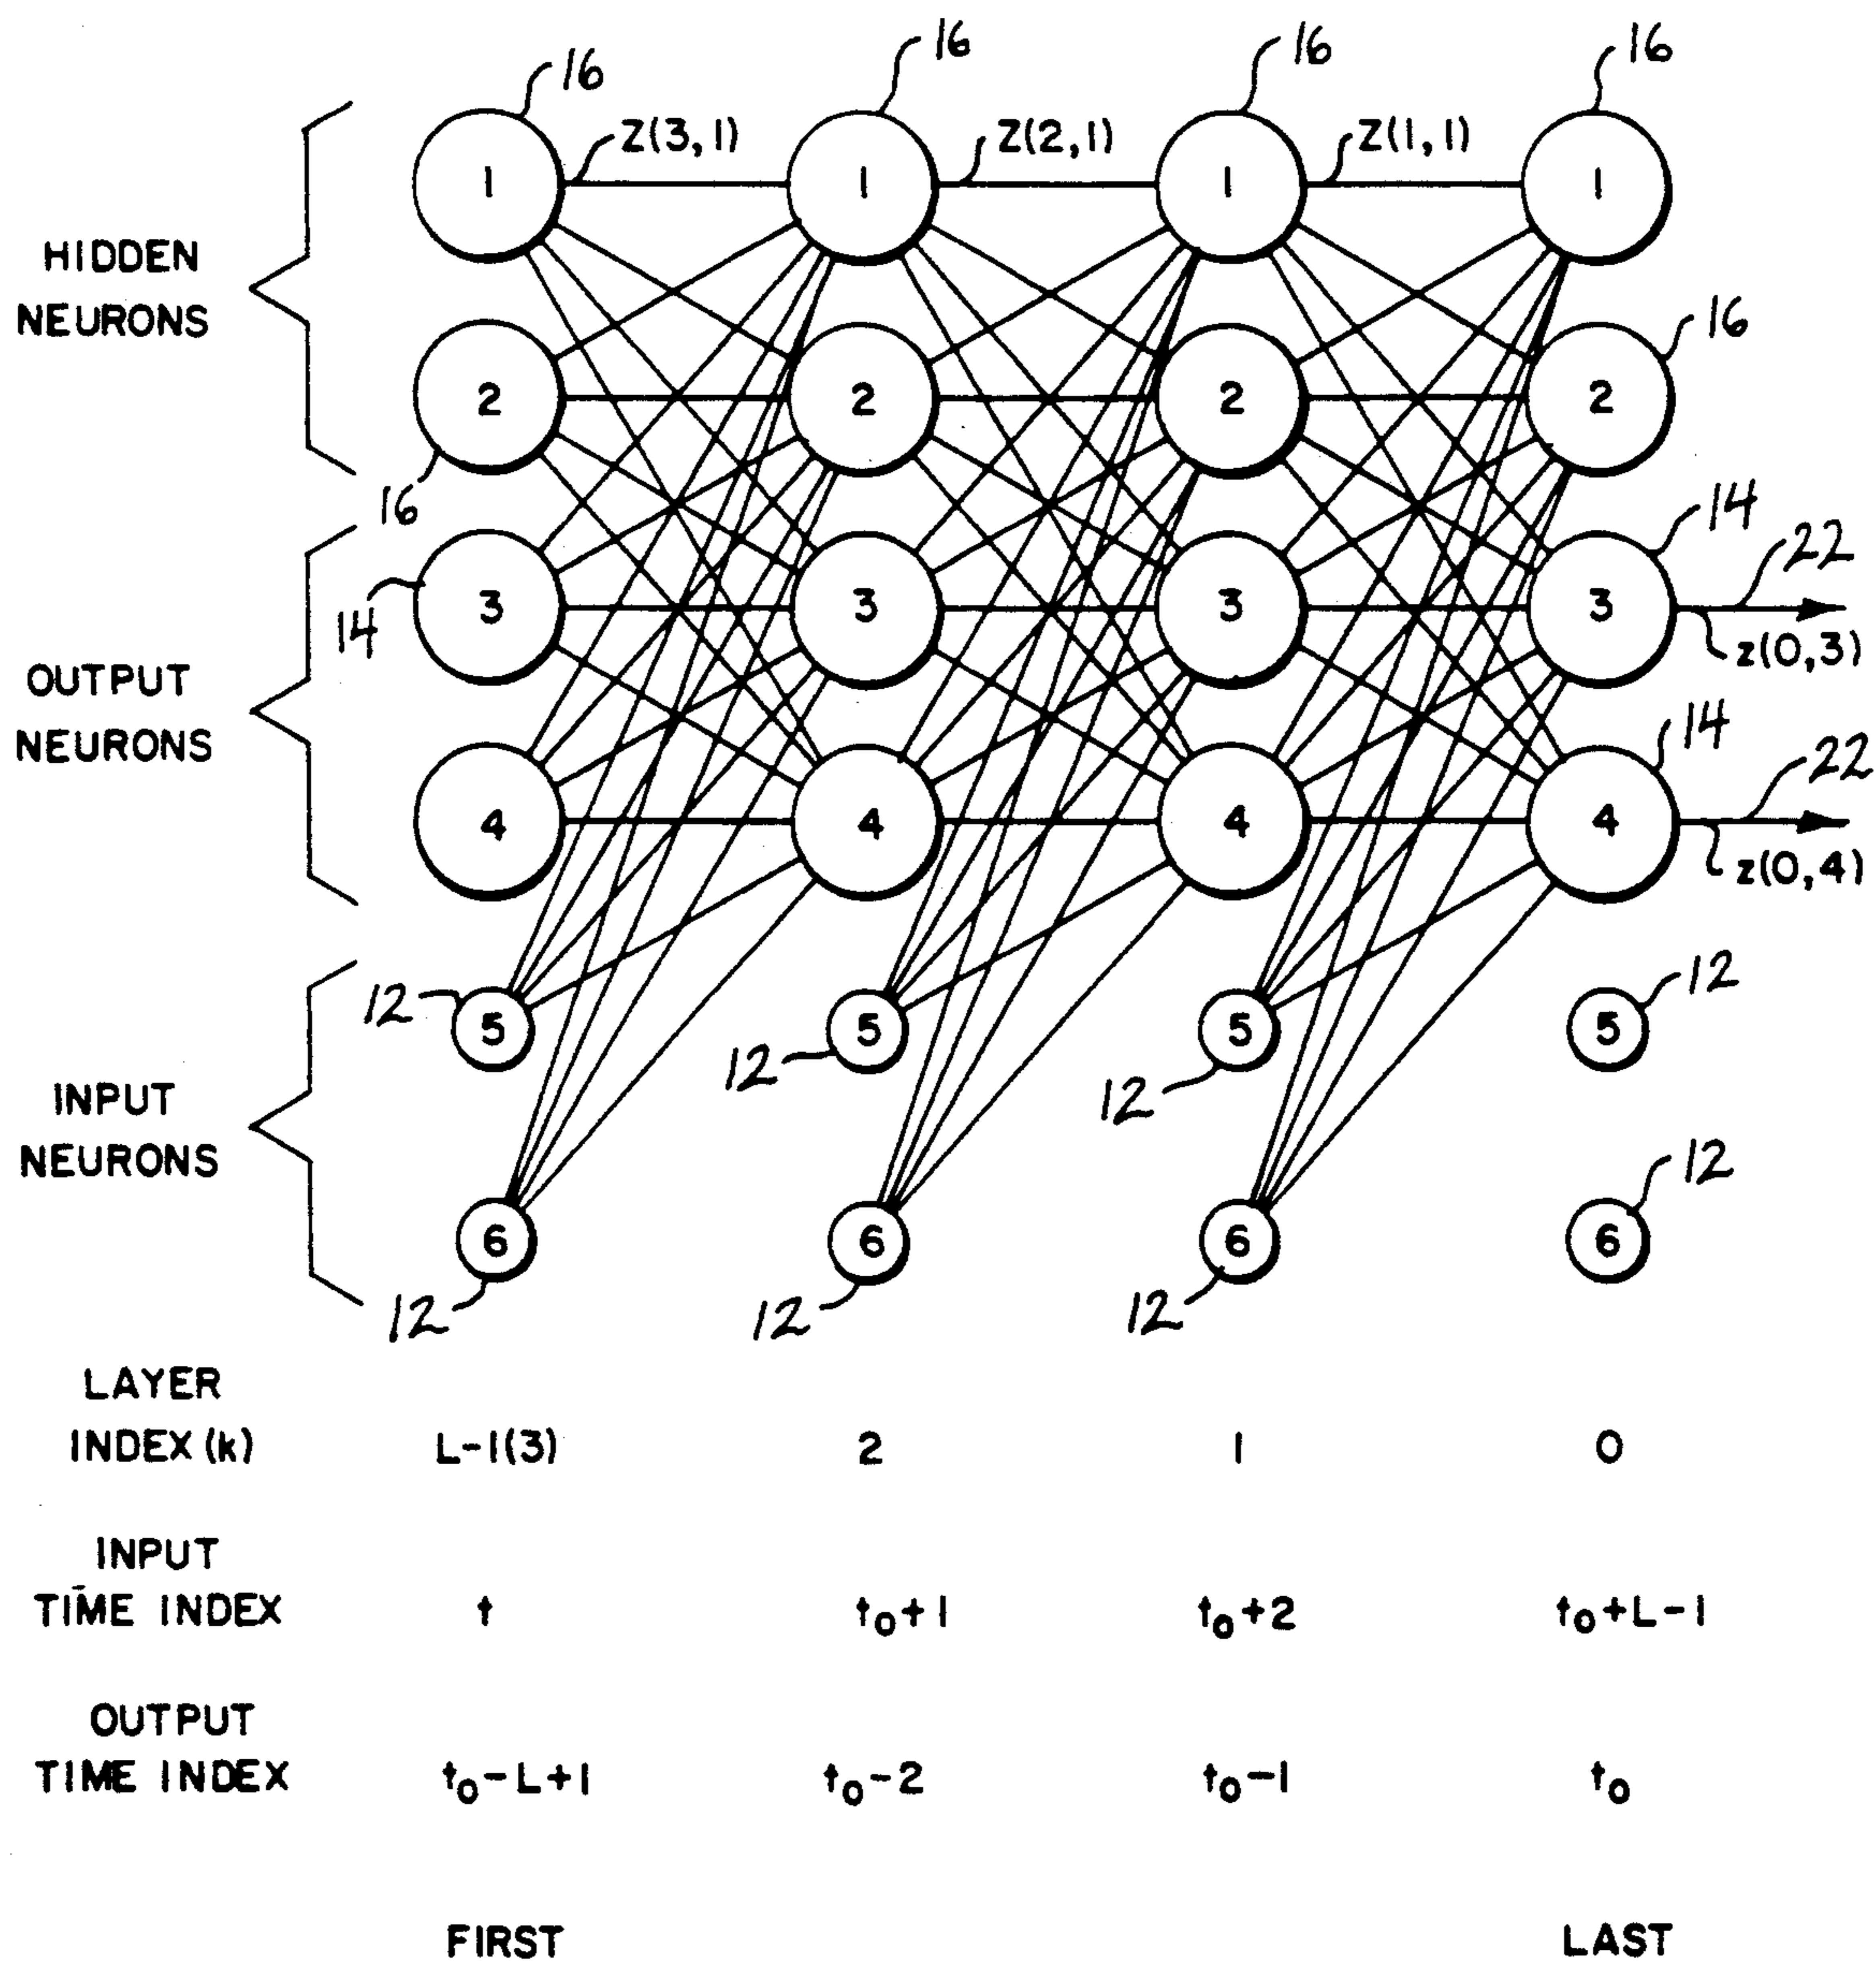 16 16 16 16
Z(3,1) Z(2,1) Z(1,1)
1 1 1 1
HIDDEN
NEURONS
16
2 2 2 2
16
14
22
3 3 3 3
14
z(0,3)
OUTPUT
NEURONS
14
22
4 4 4 4
z(0,4)
12 12
5 5 5 5
12
12
INPUT
NEURONS
12
6 6 6 6
12 12 12
LAYER
INDEX (k) L-1(3) 2 1 0
INPUT
TIME INDEX t t₀+1 t₀+2 t₀+L-1
OUTPUT
TIME INDEX t₀-L+1 t₀-2 t₀-1 t₀
FIRST LAST